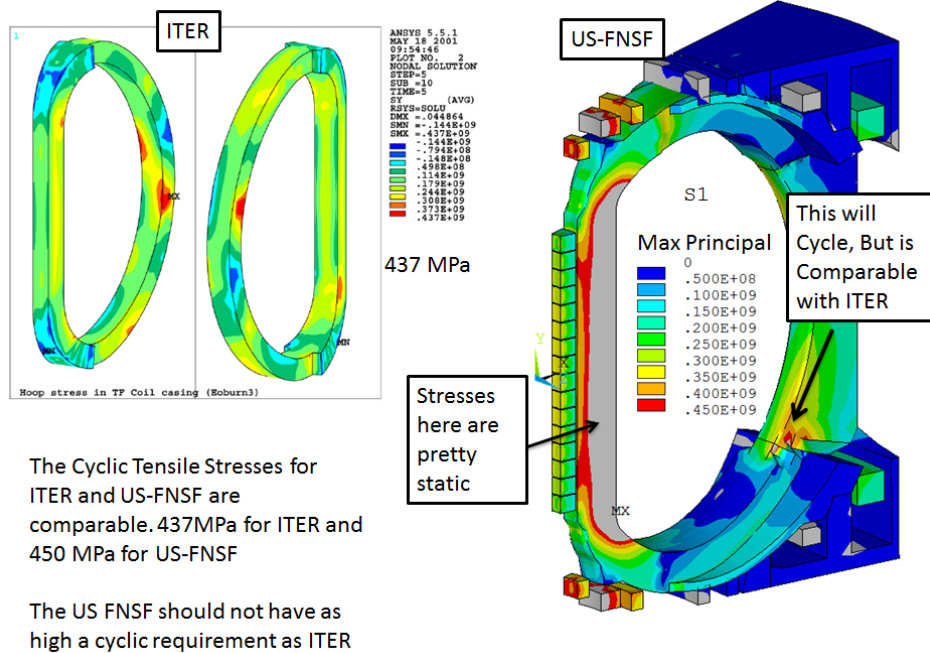 ITER
1
ANSYS 5.5.1
MAY 18 2001
09:54:46
PLOT NO. 2
NODAL SOLUTION
STEP=5
SUB =10
TIME=5
SY (AVG)
RSYS=SOLU
DMX =.044864
SMN =-.144E+09
SMX =.437E+09
-.144E+09
-.794E+08
-.148E+08
.498E+08
.114E+09
.179E+09
.244E+09
.308E+09
.373E+09
.437E+09
MX
MN
MN
Hoop stress in TF Coil casing (Eoburn3)
437 MPa
US-FNSF
MN
S1
Max Principal
0
.500E+08
.100E+09
.150E+09
.200E+09
.250E+09
.300E+09
.350E+09
.400E+09
.450E+09
This will
Cycle, But is
Comparable
with ITER
Y
X
Stresses
here are
pretty
static
MX
The Cyclic Tensile Stresses for
ITER and US-FNSF are
comparable. 437MPa for ITER and
450 MPa for US-FNSF
The US FNSF should not have as
high a cyclic requirement as ITER